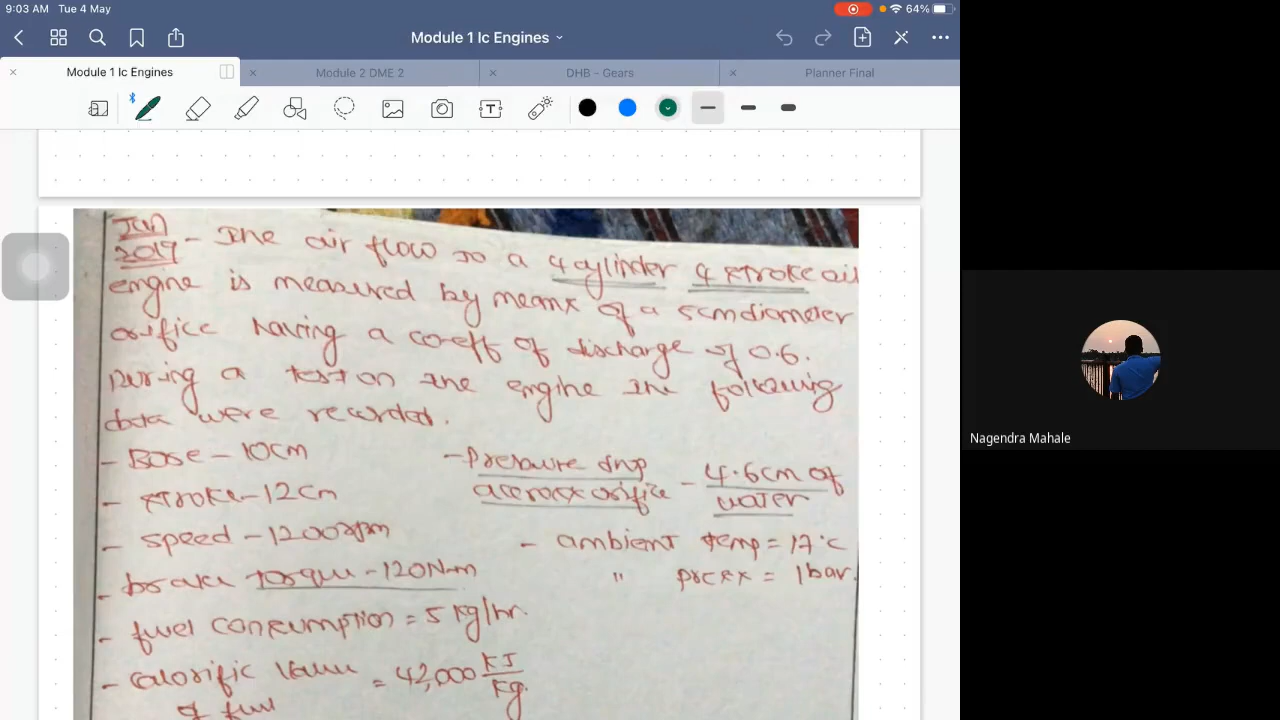 9:03 AM Tue 4 May
64%
Module 1 Ic Engines
Module 1 Ic Engines
Module 2 DME 2
DHB - Gears
Planner Final
Jan
2019 - The air flow to a 4 cylinder 4 stroke oil
engine is measured by means of a 5cm diameter
orifice having a coeff of discharge of 0.6.
During a test on the engine the following
data were recorded.
- Bore - 10cm
- Pressure drop
across orifice - 4.6cm of
water
- stroke - 12cm
- speed - 1200rpm
- ambient temp = 17°c
" press = 1bar.
- brake torque - 120N-m
- fuel consumption = 5 kg/hr.
- calorific value
of fuel
= 42,000 KJ
Kg.
Nagendra Mahale